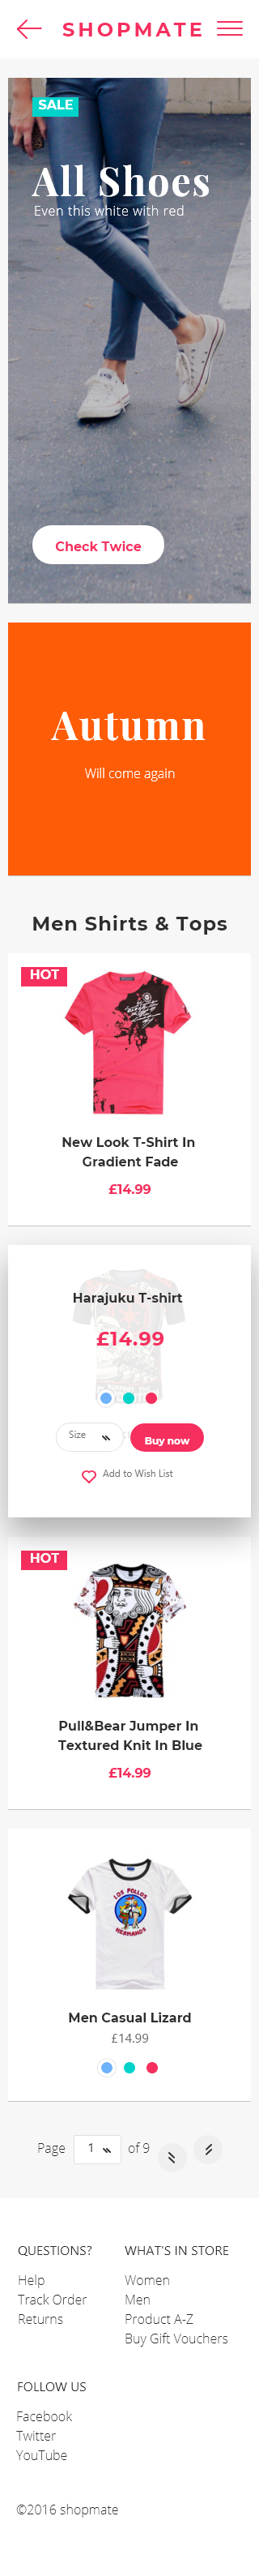 SHOPMATE
SALE
All Shoes
Even this white with red
Check Twice
Autumn
Will come again
Men Shirts & Tops
HOT
New Look T-Shirt In
Gradient Fade
£14.99
Harajuku T-shirt
£14.99
Size
Buy now
Add to Wish List
HOT
Pull&Bear Jumper In
Textured Knit In Blue
£14.99
LOS POLLOS
HERMANOS
Men Casual Lizard
£14.99
Page 1 of 9
QUESTIONS?
Help
Track Order
Returns
WHAT'S IN STORE
Women
Men
Product A-Z
Buy Gift Vouchers
FOLLOW US
Facebook
Twitter
YouTube
©2016 shopmate